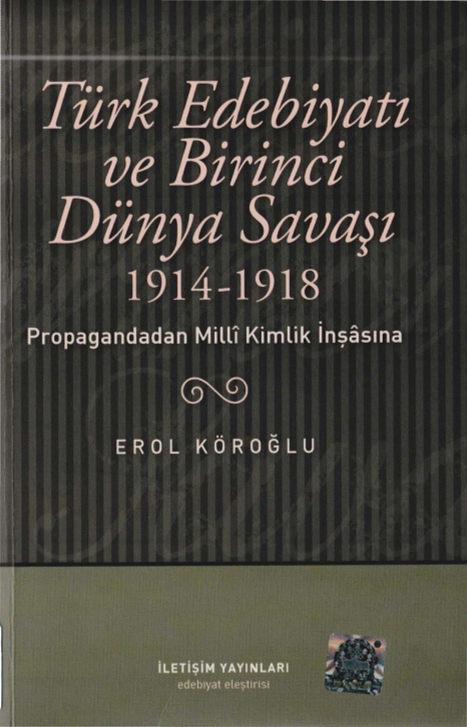 Türk Edebiyatı
ve Birinci
Dünya Savaşı
1914-1918
Propagandadan Millî Kimlik İnşâsına
EROL KÖROĞLU
İLETİŞİM YAYINLARI
edebiyat eleştirisi